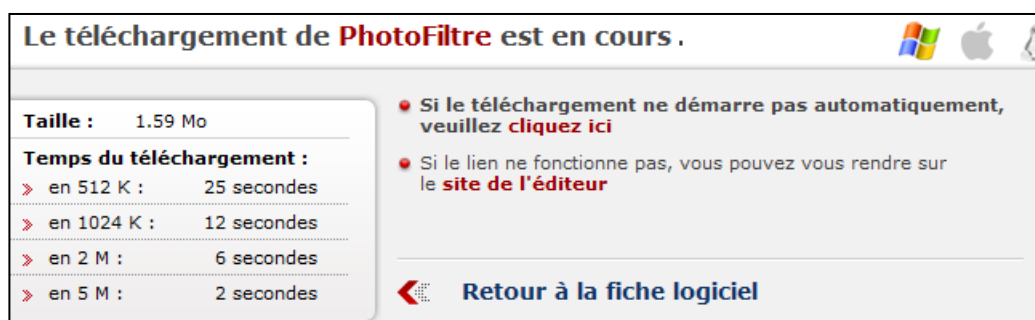 Le téléchargement de PhotoFiltre est en cours .
Taille : 1.59 Mo
Temps du téléchargement :
en 512 K : 25 secondes
en 1024 K : 12 secondes
en 2 M : 6 secondes
en 5 M : 2 secondes
Si le téléchargement ne démarre pas automatiquement,
veuillez cliquez ici
Si le lien ne fonctionne pas, vous pouvez vous rendre sur
le site de l'éditeur
Retour à la fiche logiciel